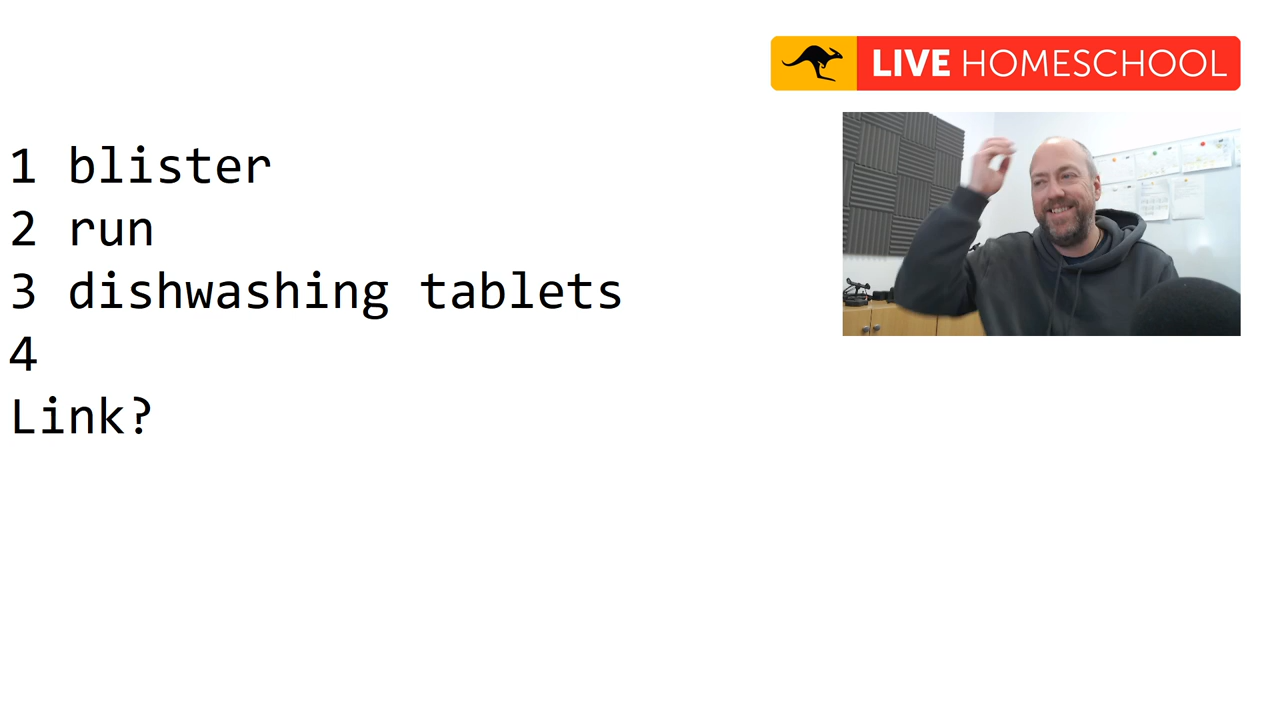 LIVE HOMESCHOOL
1 blister
2 run
3 dishwashing tablets
4
Link?